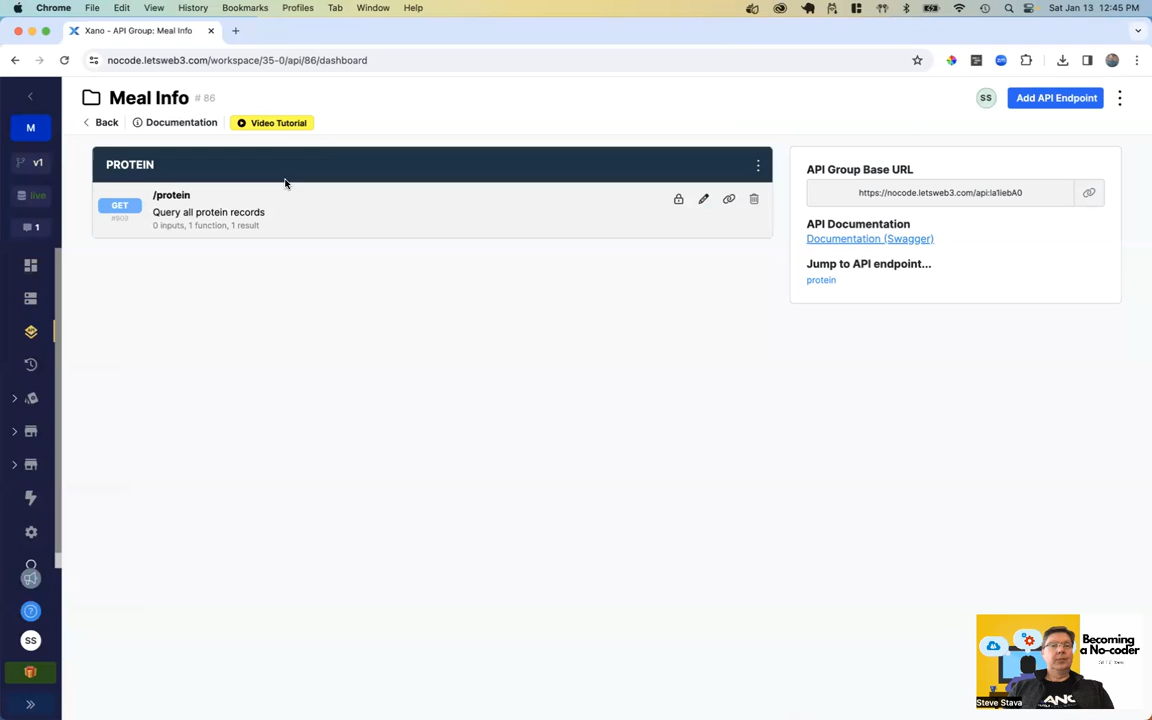 Chrome File Edit View History Bookmarks Profiles Tab Window Help Sat Jan 13 12:45 PM
Xano - API Group: Meal Info
nocode.letsweb3.com/workspace/35-0/api/86/dashboard
M
v1
live
1
SS
Meal Info # 86
SS Add API Endpoint
Back Documentation Video Tutorial
PROTEIN
GET
#909
/protein
Query all protein records
0 inputs, 1 function, 1 result
API Group Base URL
https://nocode.letsweb3.com/api:la1iebA0
API Documentation
Documentation (Swagger)
Jump to API endpoint...
protein
Becoming
a No-coder
Steve Stava